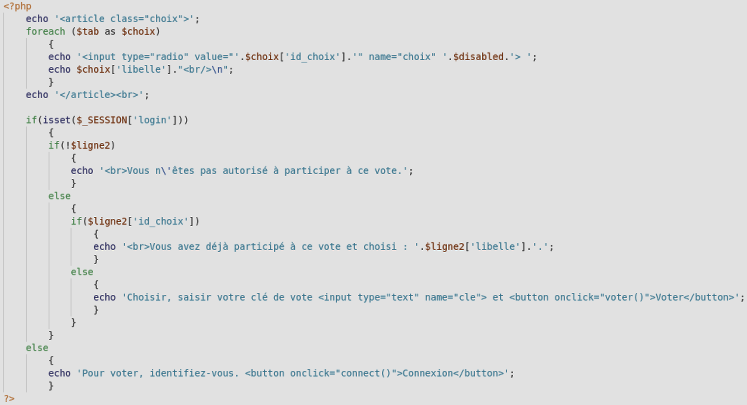 <?php
echo '<article class="choix">';
foreach ($tab as $choix)
{
echo '<input type="radio" value="'.$choix['id_choix'].'" name="choix" '.$disabled.'> ';
echo $choix['libelle']."<br/>\n";
}
echo '</article><br>';
if(isset($_SESSION['login']))
{
if(!$ligne2)
{
echo '<br>Vous n\'êtes pas autorisé à participer à ce vote.';
}
else
{
if($ligne2['id_choix'])
{
echo '<br>Vous avez déjà participé à ce vote et choisi : '.$ligne2['libelle'].'.';
}
else
{
echo 'Choisir, saisir votre clé de vote <input type="text" name="cle"> et <button onclick="voter()">Voter</button>';
}
}
}
else
{
echo 'Pour voter, identifiez-vous. <button onclick="connect()">Connexion</button>';
}
?>